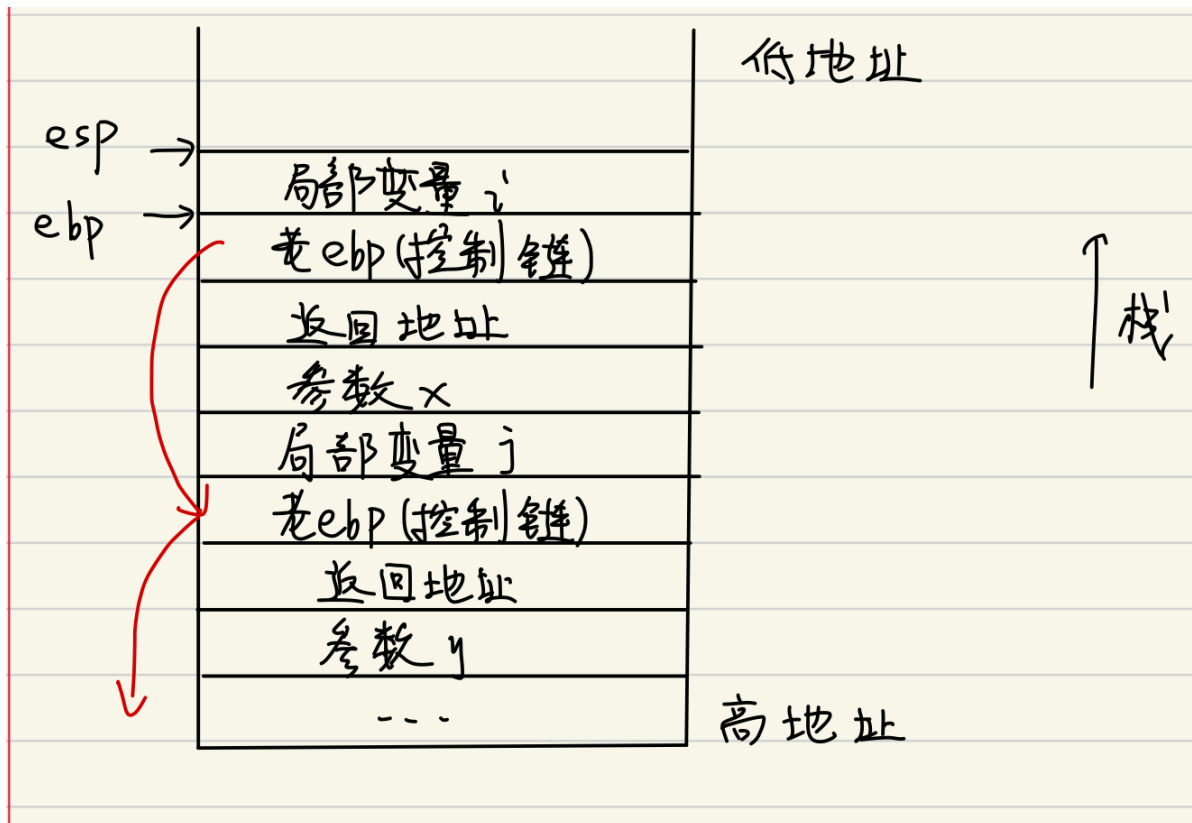 低地址
esp
局部变量 i
ebp
老ebp(控制链)
返回地址
栈
参数 x
局部变量 j
老ebp(控制链)
返回地址
参数 y
...
高地址